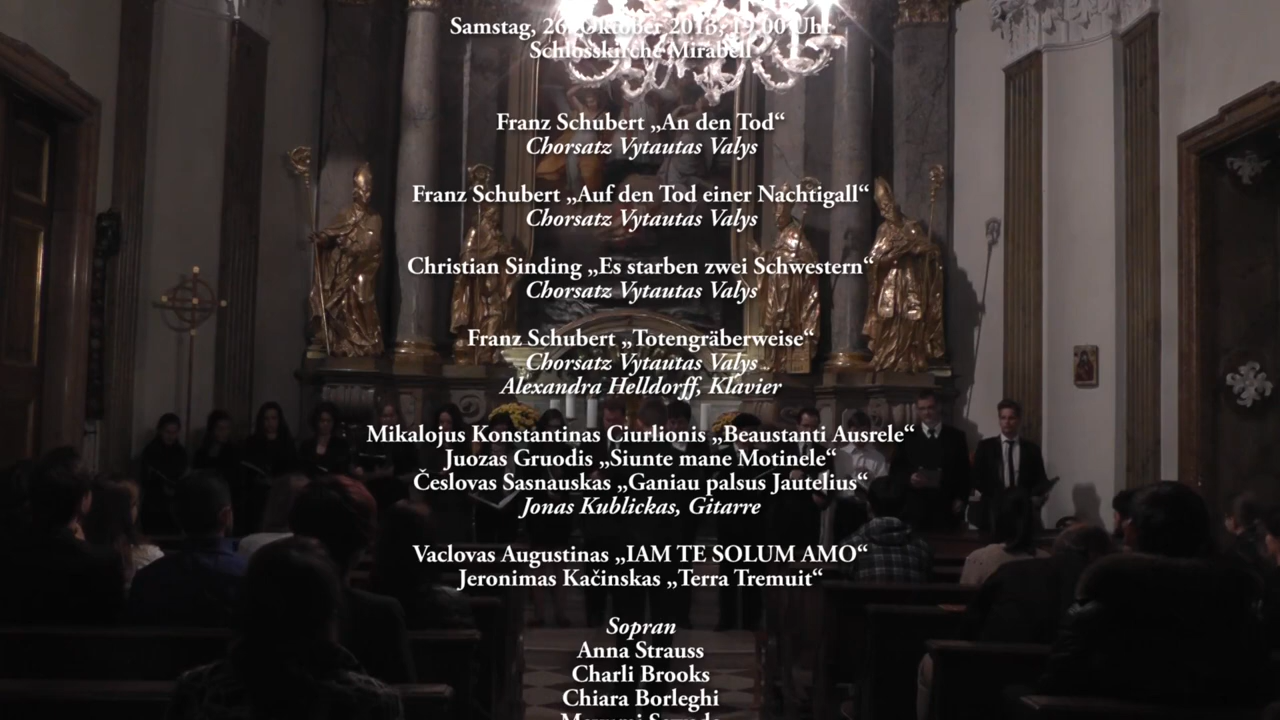 Samstag, 26. Oktober 2013, 19.00 Uhr
Schlosskirche Mirabell
Franz Schubert „An den Tod“
Chorsatz Vytautas Valys
Franz Schubert „Auf den Tod einer Nachtigall“
Chorsatz Vytautas Valys
Christian Sinding „Es starben zwei Schwestern“
Chorsatz Vytautas Valys
Franz Schubert „Totengräberweise“
Chorsatz Vytautas Valys
Alexandra Helldorff, Klavier
Mikalojus Konstantinas Ciurlionis „Beaustanti Ausrele“
Juozas Gruodis „Siunte mane Motinele“
Česlovas Sasnauskas „Ganiau palsus Jautelius“
Jonas Kublickas, Gitarre
Vaclovas Augustinas „IAM TE SOLUM AMO“
Jeronimas Kačinskas „Terra Tremuit“
Sopran
Anna Strauss
Charli Brooks
Chiara Borleghi